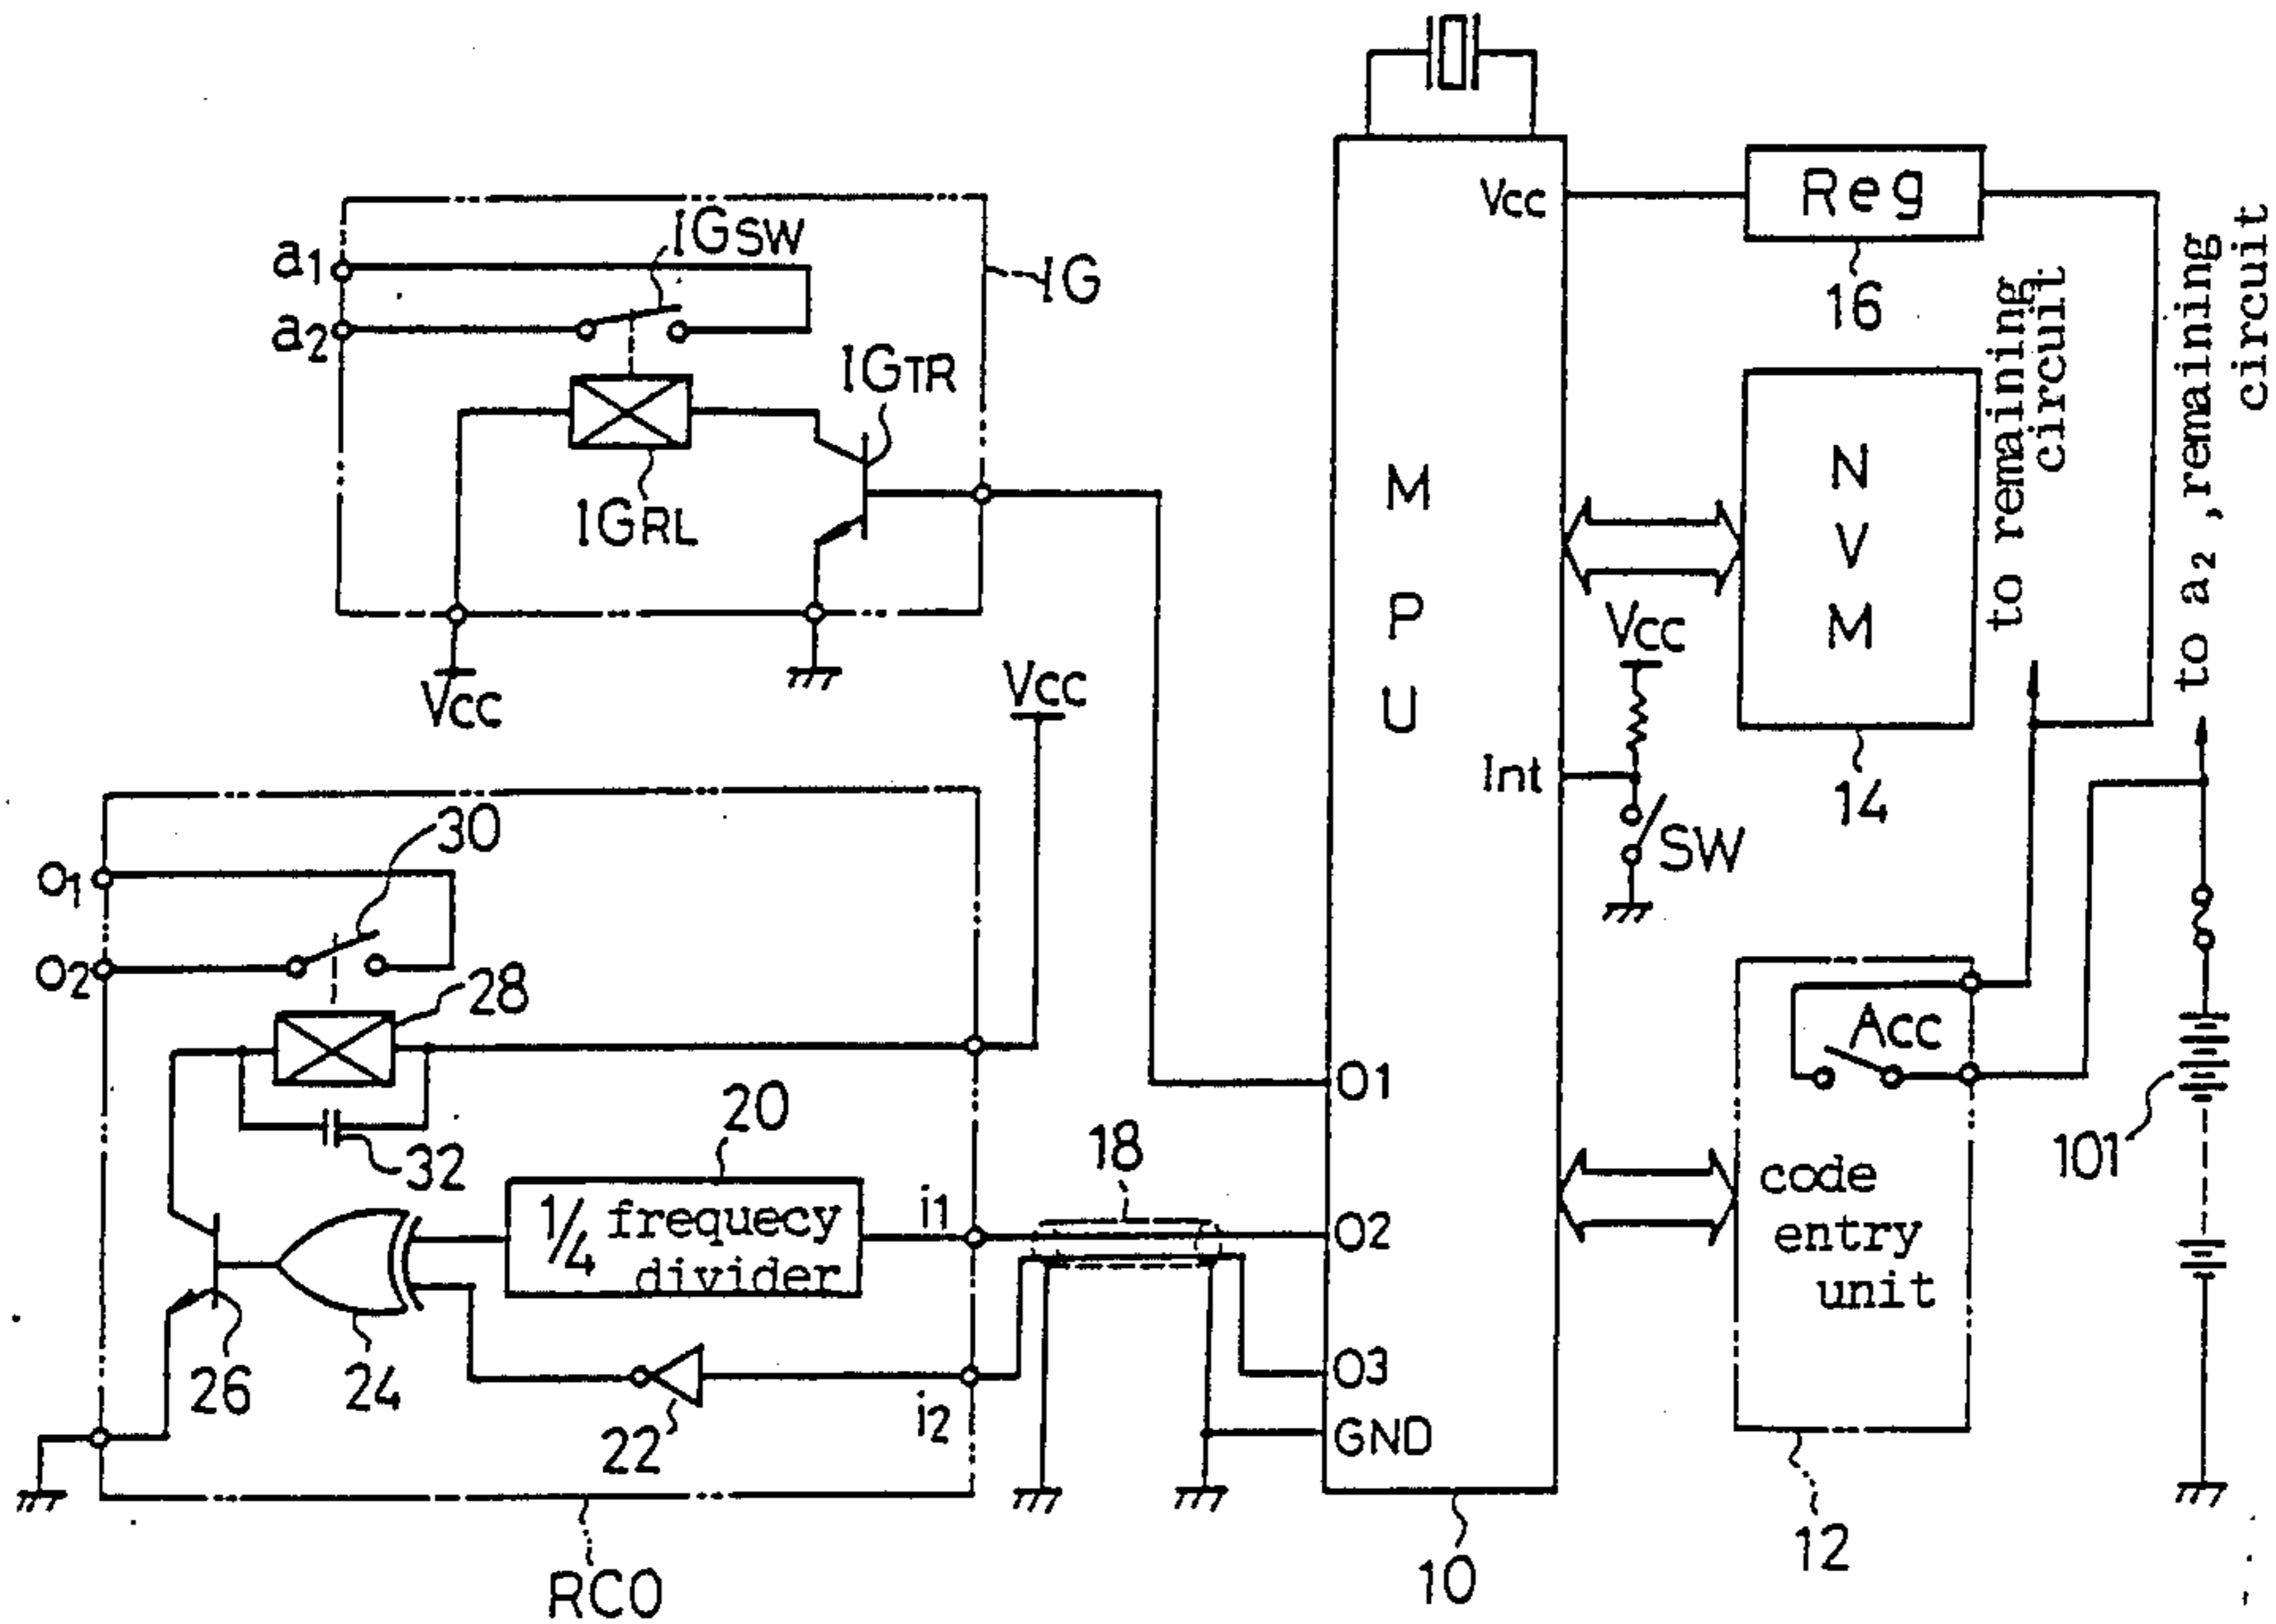 Vcc
Reg
16
IGSW
a1
IG
a2
IGTR
IGRL
Vcc
M
P
U
N
V
M
14
to remaining
circuit
to a2, remaining
circuit
Vcc
Vcc
Int
SW
30
O1
O2
28
32
20
1/4 frequecy
divider
i1
18
O1
O2
O3
GND
i2
22
24
26
RCO
10
Acc
code
entry
unit
12
101